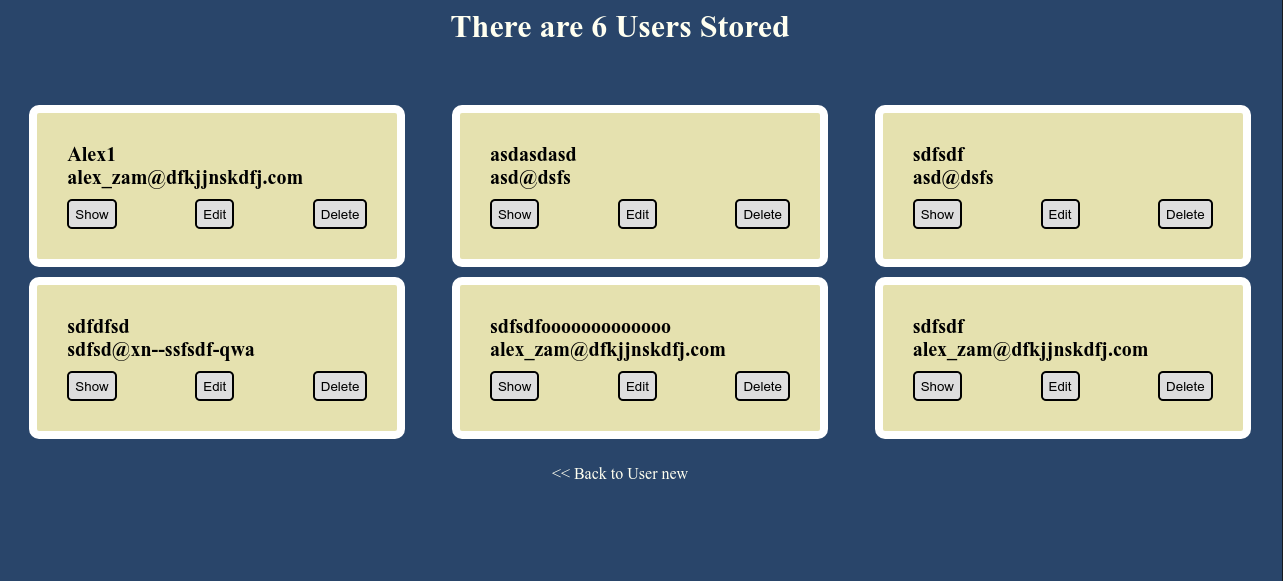 There are 6 Users Stored
Alex1
alex_zam@dfkjjnskdfj.com
Show Edit Delete
asdasdasd
asd@dsfs
Show Edit Delete
sdfsdf
asd@dsfs
Show Edit Delete
sdfdfsd
sdfsd@xn--ssfsdf-qwa
Show Edit Delete
sdfsdfooooooooooooo
alex_zam@dfkjjnskdfj.com
Show Edit Delete
sdfsdf
alex_zam@dfkjjnskdfj.com
Show Edit Delete
<< Back to User new